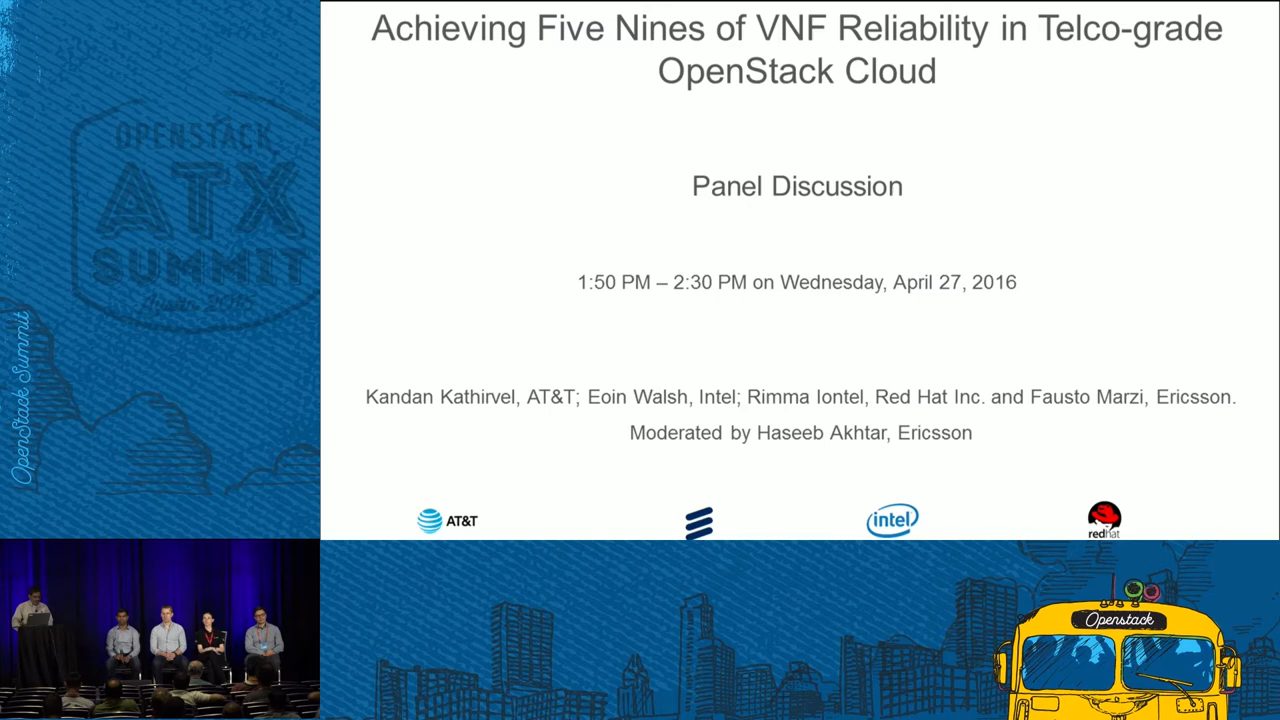 Achieving Five Nines of VNF Reliability in Telco-grade
OpenStack Cloud
Panel Discussion
1:50 PM – 2:30 PM on Wednesday, April 27, 2016
Kandan Kathirvel, AT&T; Eoin Walsh, Intel; Rimma Iontel, Red Hat Inc. and Fausto Marzi, Ericsson.
Moderated by Haseeb Akhtar, Ericsson
AT&T
intel
redhat
OPENSTACK
ATX
SUMMIT
OpenStack Summit
Openstack